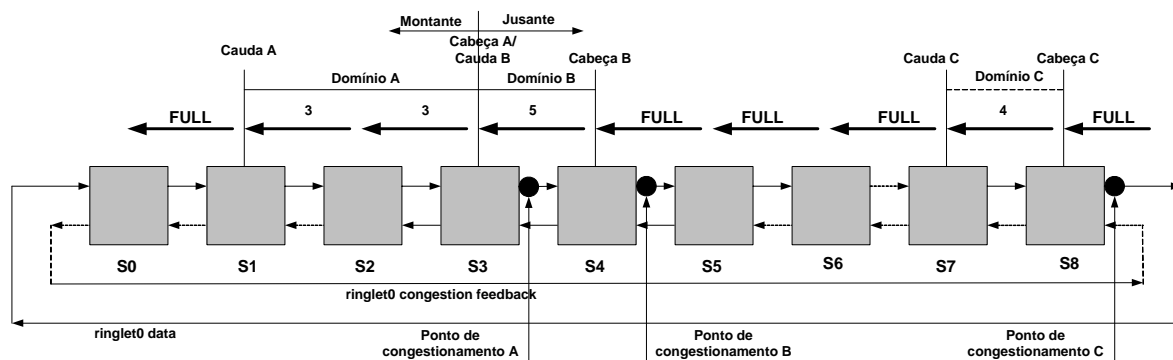 Montante
Jusante
Cauda A
Cabeça A/
Cauda B
Cabeça B
Cauda C
Cabeça C
Domínio A
Domínio B
Domínio C
3
3
5
4
FULL
FULL
FULL
FULL
FULL
S0
S1
S2
S3
S4
S5
S6
S7
S8
ringlet0 congestion feedback
ringlet0 data
Ponto de
congestionamento A
Ponto de
congestionamento B
Ponto de
congestionamento C